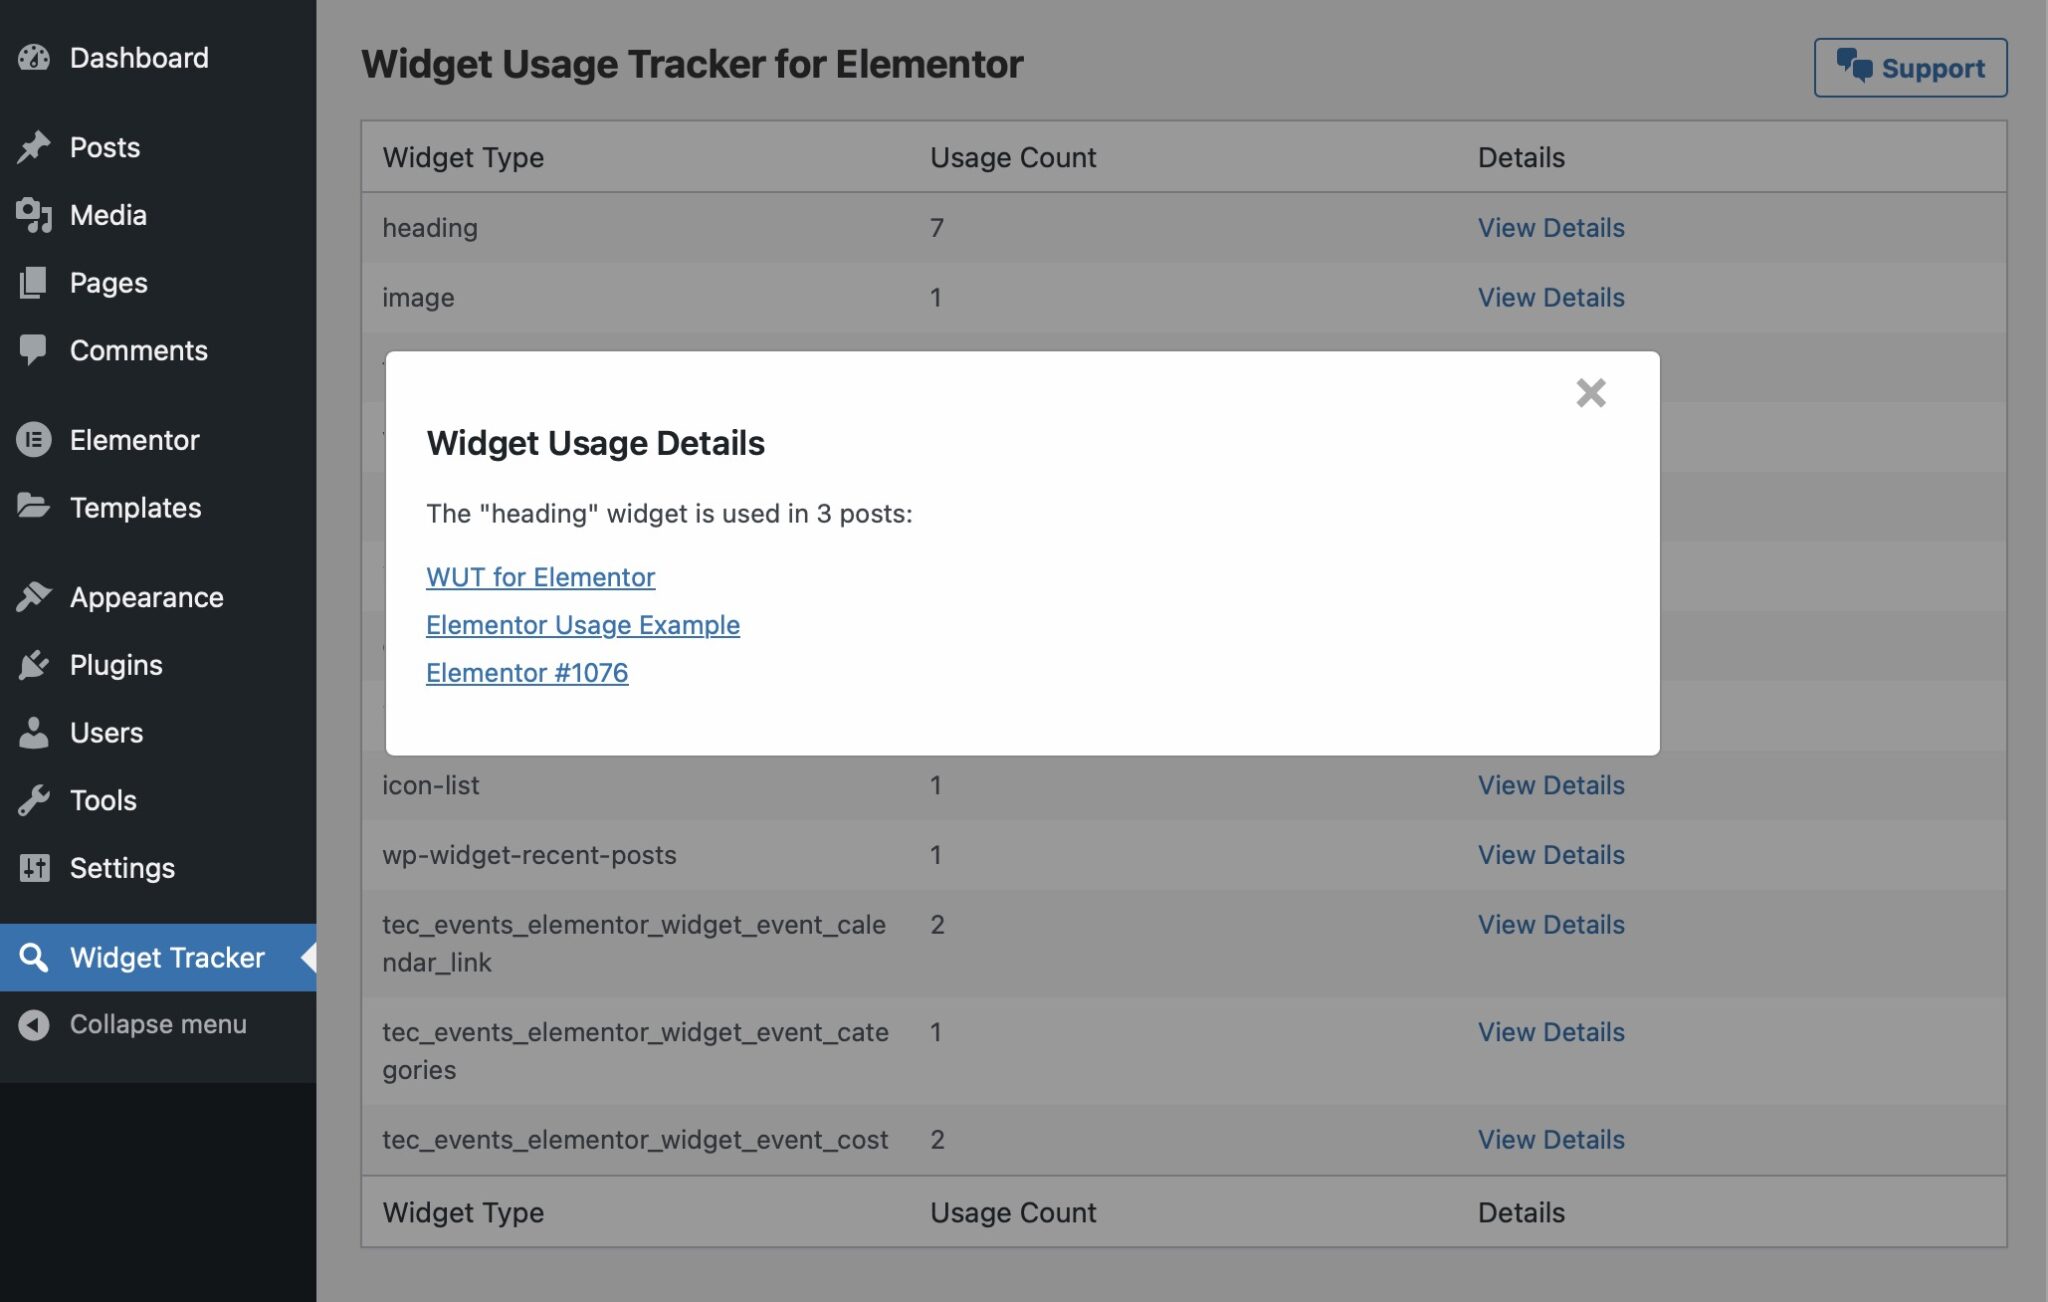 Dashboard
Posts
Media
Pages
Comments
Elementor
Templates
Appearance
Plugins
Users
Tools
Settings
Widget Tracker
Collapse menu
Widget Usage Tracker for Elementor
Support
Widget Type Usage Count Details
heading 7 View Details
image 1 View Details
Widget Usage Details
The "heading" widget is used in 3 posts:
WUT for Elementor
Elementor Usage Example
Elementor #1076
icon-list 1 View Details
wp-widget-recent-posts 1 View Details
tec_events_elementor_widget_event_cale 2 View Details
ndar_link
tec_events_elementor_widget_event_cate 1 View Details
gories
tec_events_elementor_widget_event_cost 2 View Details
Widget Type Usage Count Details